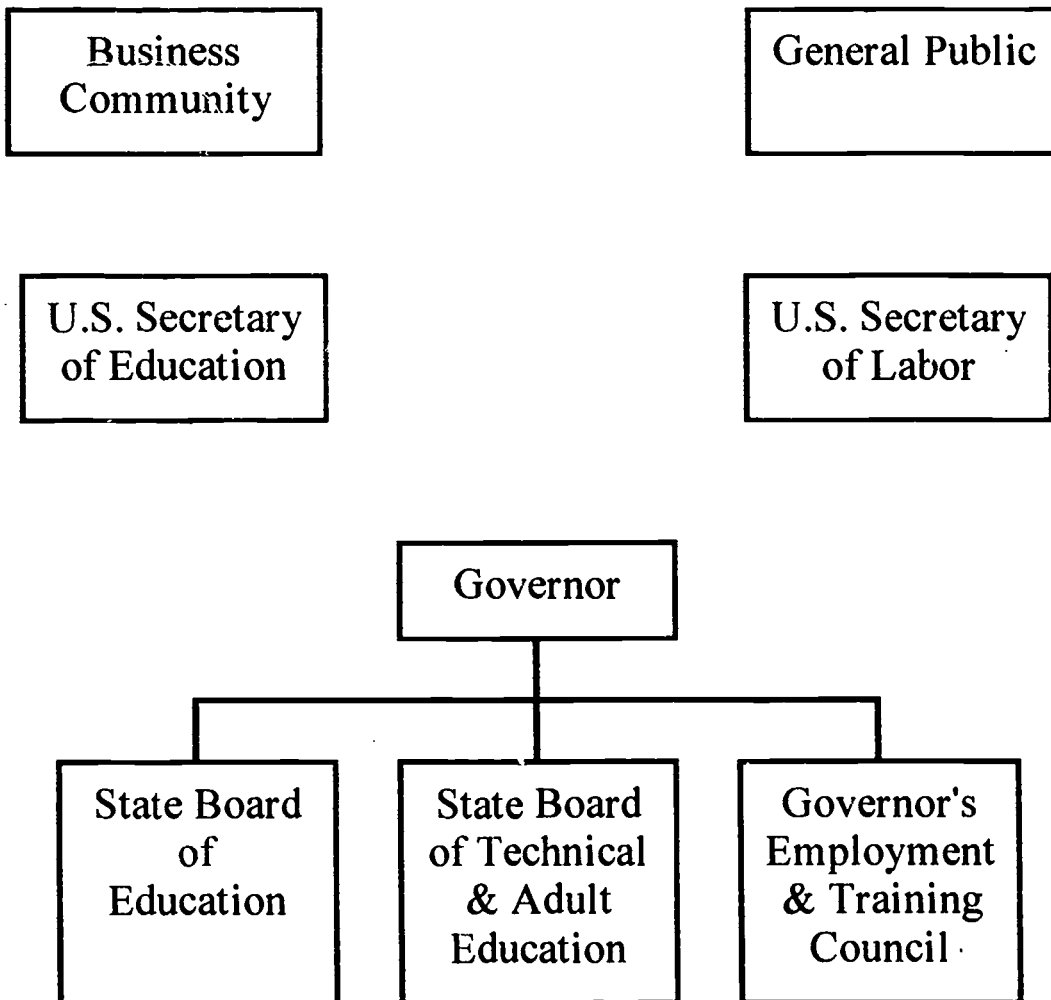 Business
Community
General Public
U.S. Secretary
of Education
U.S. Secretary
of Labor
Governor
State Board
of
Education
State Board
of Technical
& Adult
Education
Governor's
Employment
& Training
Council